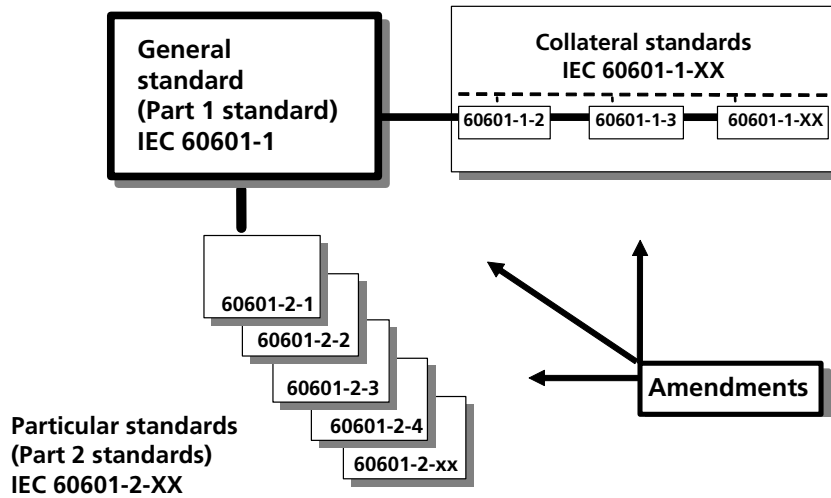 General
standard
(Part 1 standard)
IEC 60601-1
Collateral standards
IEC 60601-1-XX
60601-1-2
60601-1-3
60601-1-XX
60601-2-1
60601-2-2
60601-2-3
60601-2-4
60601-2-xx
Amendments
Particular standards
(Part 2 standards)
IEC 60601-2-XX